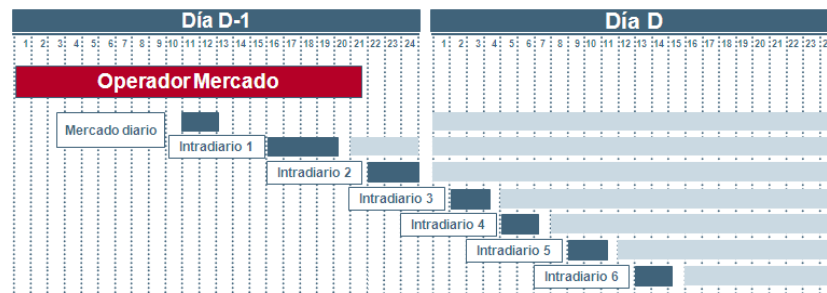 Día D-1
Día D
1 2 3 4 5 6 7 8 9 10 11 12 13 14 15 16 17 18 19 20 21 22 23 24
1 2 3 4 5 6 7 8 9 10 11 12 13 14 15 16 17 18 19 20 21 22 23
Operador Mercado
Mercado diario
Intradiario 1
Intradiario 2
Intradiario 3
Intradiario 4
Intradiario 5
Intradiario 6